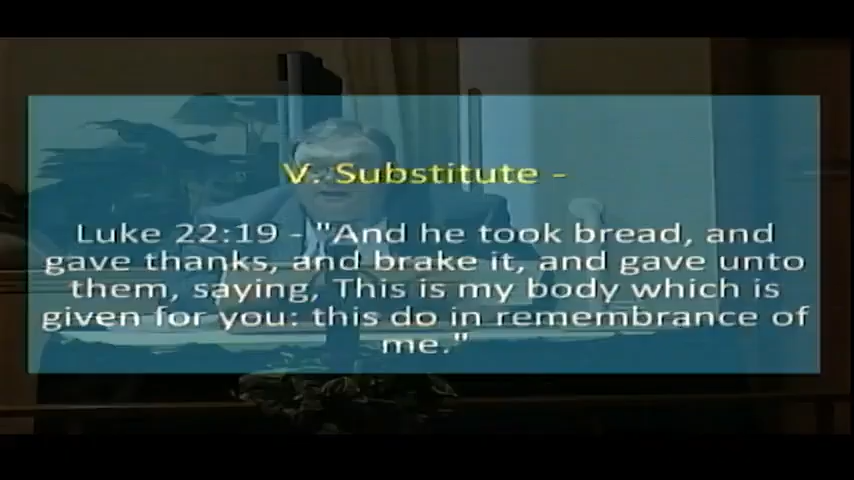 V. Substitute -
Luke 22:19 - "And he took bread, and
gave thanks, and brake it, and gave unto
them, saying, This is my body which is
given for you: this do in remembrance of
me."